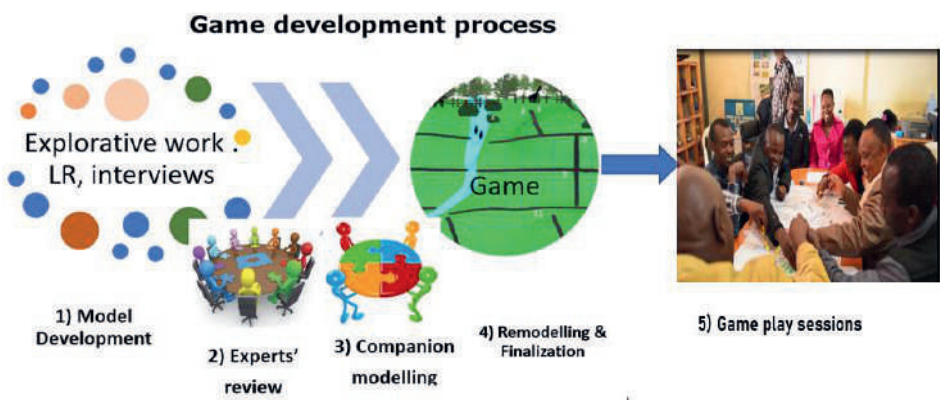 Game development process
Explorative work .
LR, interviews
Game
1) Model
Development
2) Experts'
review
3) Companion
modelling
4) Remodelling &
Finalization
5) Game play sessions